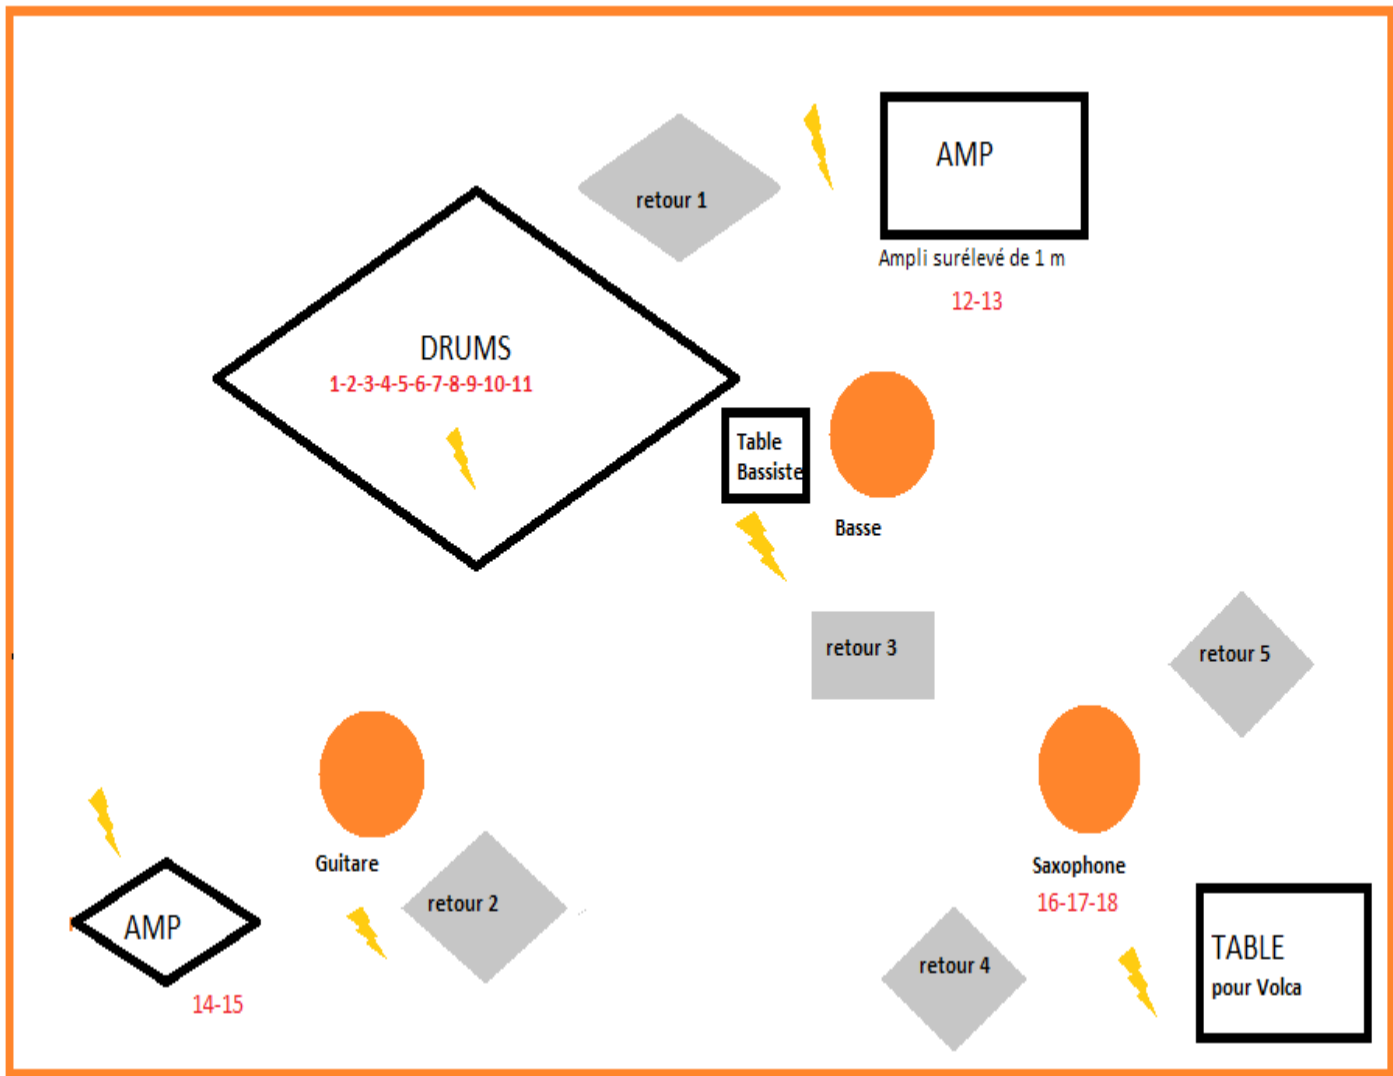 AMP
retour 1
Ampli surélevé de 1 m
12-13
DRUMS
1-2-3-4-5-6-7-8-9-10-11
Table
Bassiste
Basse
retour 3
retour 5
Guitare
retour 2
AMP
14-15
Saxophone
16-17-18
retour 4
TABLE
pour Volca